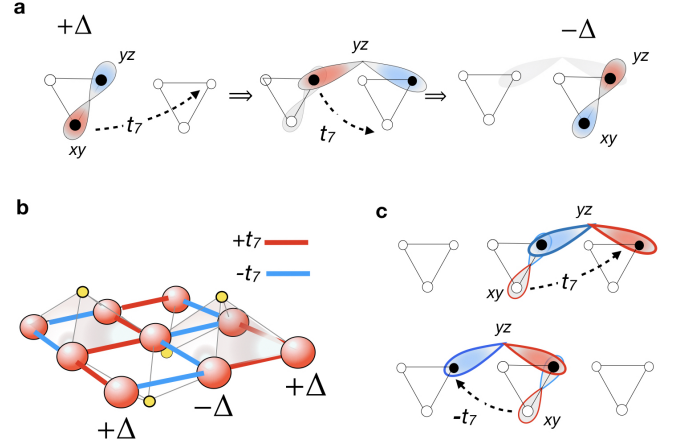 a
+Δ
yz
xy
t₇
⇒
yz
t₇
⇒
−Δ
yz
xy
b
+t₇
-t₇
+Δ
−Δ
+Δ
c
yz
xy
t₇
yz
-t₇
xy